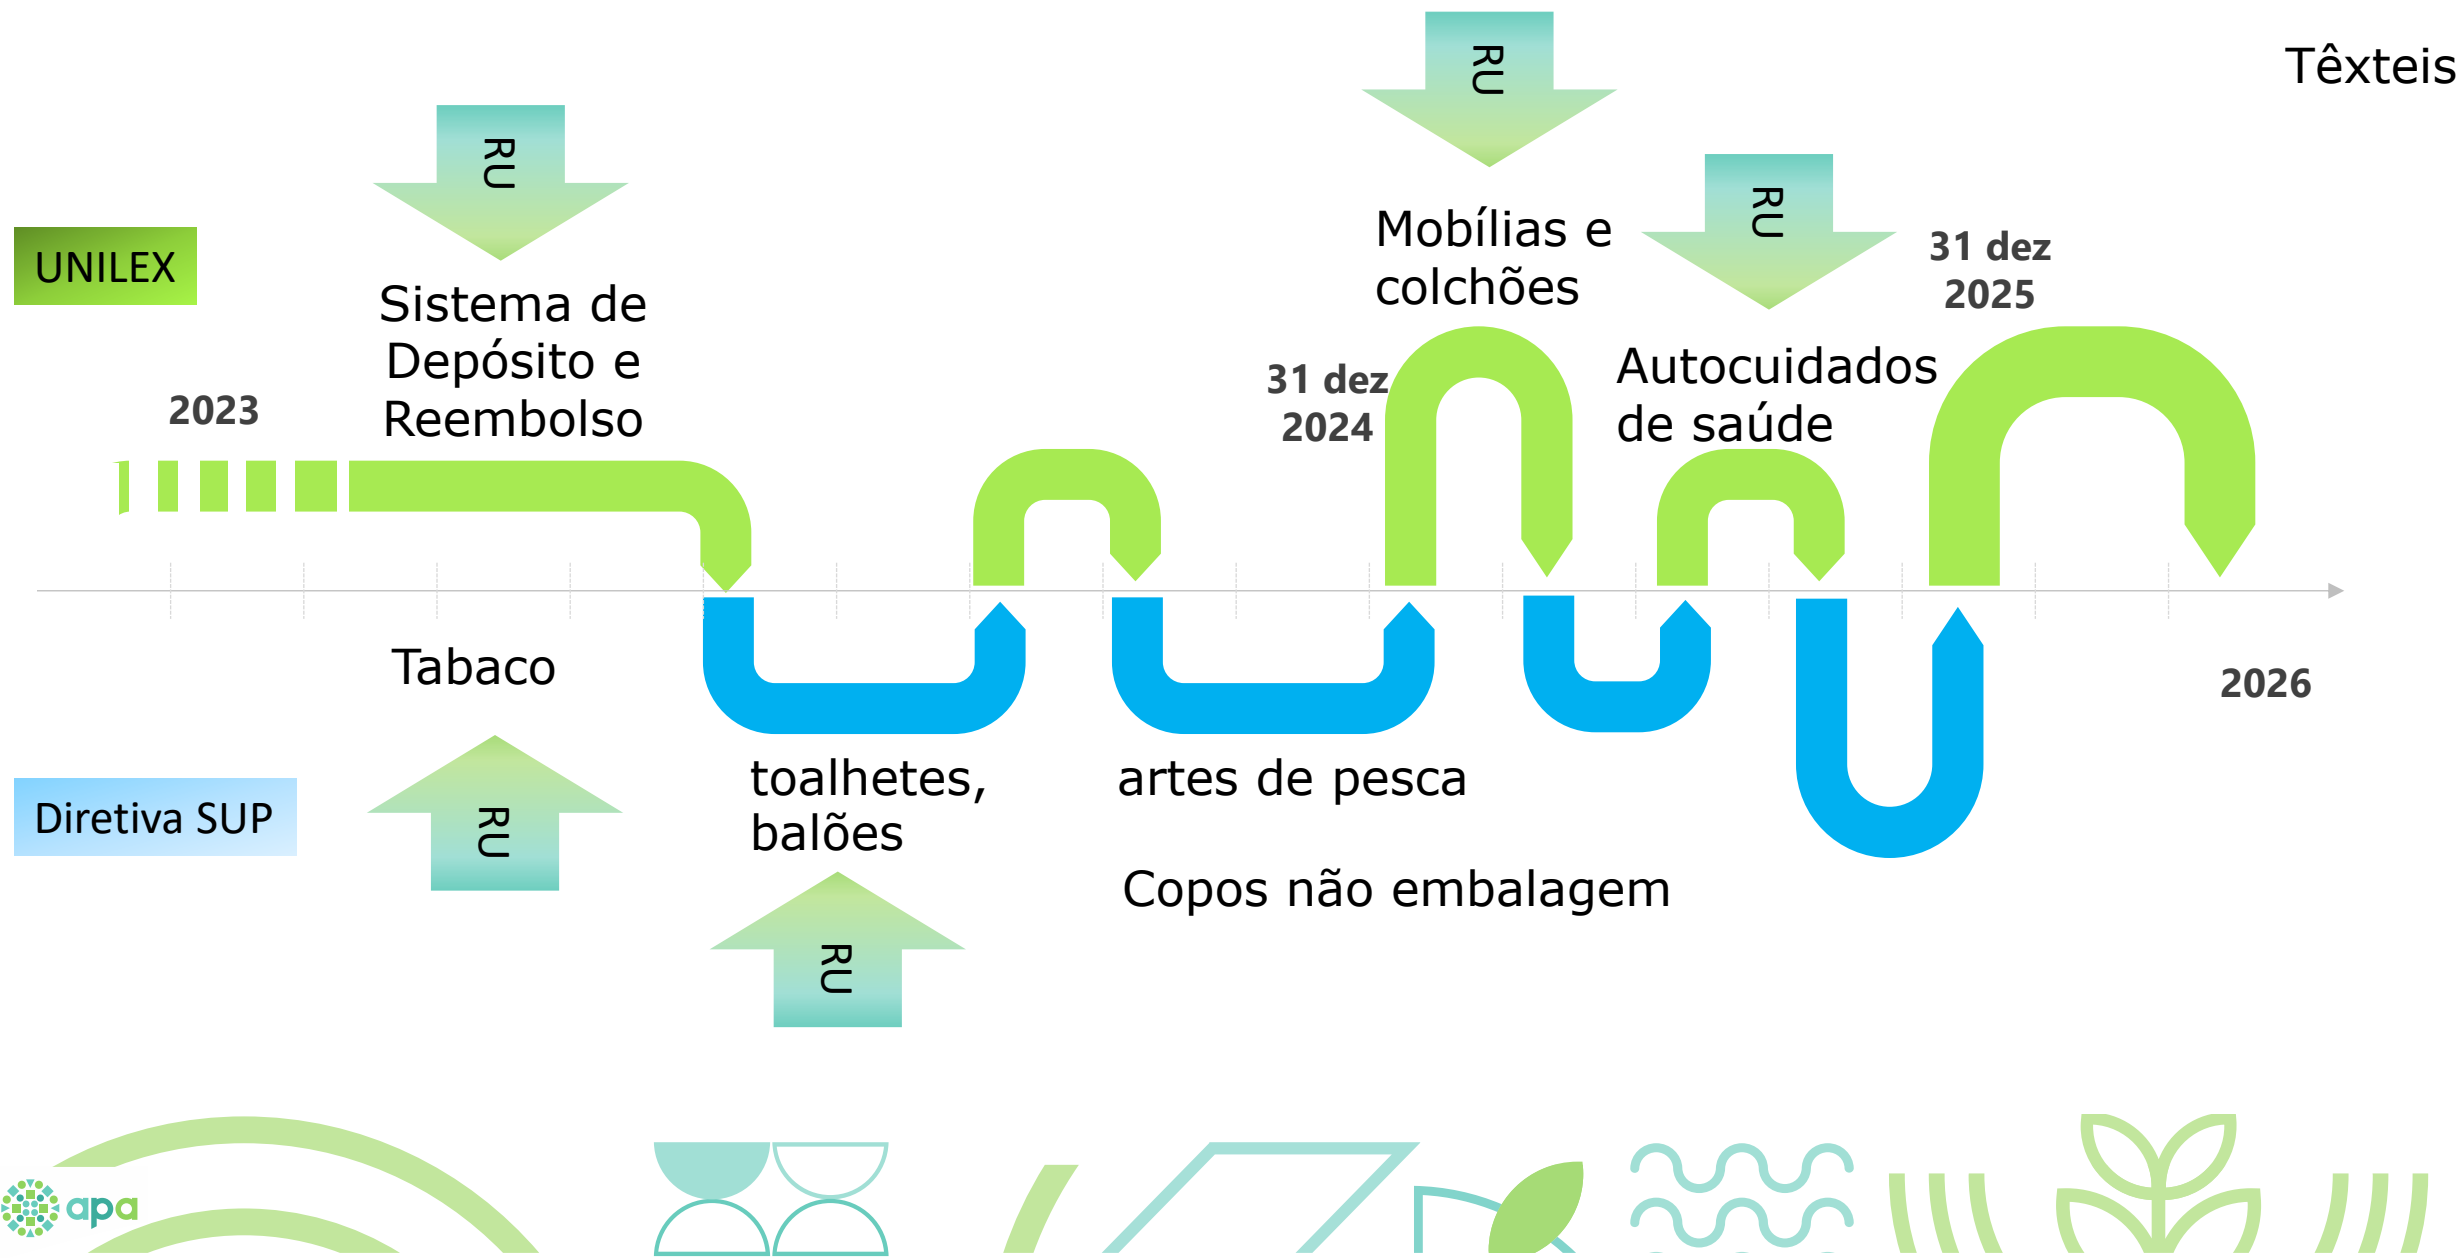 RU
Têxteis
RU
RU
Mobílias e
colchões
31 dez
2025
UNILEX
Sistema de
Depósito e
Reembolso
Autocuidados
de saúde
31 dez
2024
2023
Tabaco
2026
toalhetes,
balões
artes de pesca
Diretiva SUP
RU
Copos não embalagem
RU
apa